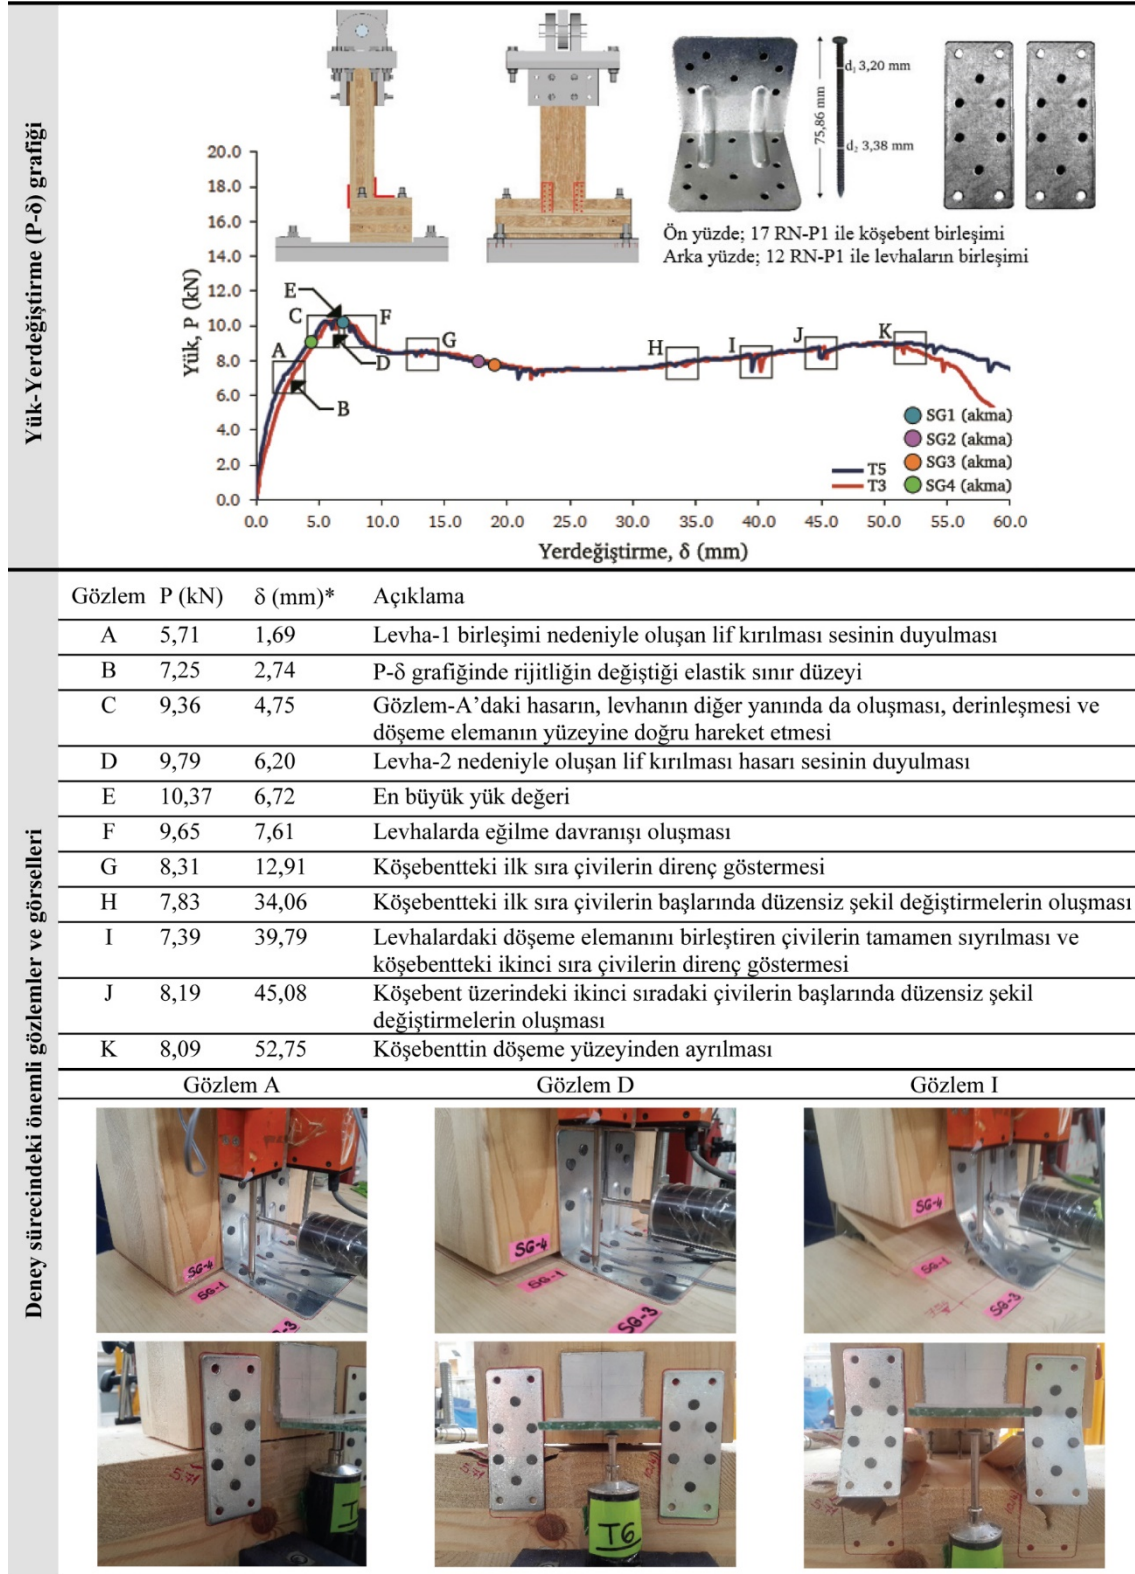 Yük-Yerdeğiştirme (P-δ) grafiği
75,86 mm
d₁ 3,20 mm
d₂ 3,38 mm
Ön yüzde; 17 RN-P1 ile köşebent birleşimi
Arka yüzde; 12 RN-P1 ile levhaların birleşimi
Yük, P (kN)
20.0
18.0
16.0
14.0
12.0
10.0
8.0
6.0
4.0
2.0
0.0
A
B
C
D
E
F
G
H
I
J
K
SG1 (akma)
SG2 (akma)
SG3 (akma)
SG4 (akma)
T5
T3
0.0 5.0 10.0 15.0 20.0 25.0 30.0 35.0 40.0 45.0 50.0 55.0 60.0
Yerdeğiştirme, δ (mm)
Deney sürecindeki önemli gözlemler ve görselleri
Gözlem P (kN) δ (mm)* Açıklama
A 5,71 1,69 Levha-1 birleşimi nedeniyle oluşan lif kırılması sesinin duyulması
B 7,25 2,74 P-δ grafiğinde rijitliğin değiştiği elastik sınır düzeyi
C 9,36 4,75 Gözlem-A’daki hasarın, levhanın diğer yanında da oluşması, derinleşmesi ve
döşeme elemanın yüzeyine doğru hareket etmesi
D 9,79 6,20 Levha-2 nedeniyle oluşan lif kırılması hasarı sesinin duyulması
E 10,37 6,72 En büyük yük değeri
F 9,65 7,61 Levhalarda eğilme davranışı oluşması
G 8,31 12,91 Köşebentteki ilk sıra çivilerin direnç göstermesi
H 7,83 34,06 Köşebentteki ilk sıra çivilerin başlarında düzensiz şekil değiştirmelerin oluşması
I 7,39 39,79 Levhalardaki döşeme elemanını birleştiren çivilerin tamamen sıyrılması ve
köşebentteki ikinci sıra çivilerin direnç göstermesi
J 8,19 45,08 Köşebent üzerindeki ikinci sıradaki çivilerin başlarında düzensiz şekil
değiştirmelerin oluşması
K 8,09 52,75 Köşebenttin döşeme yüzeyinden ayrılması
Gözlem A Gözlem D Gözlem I
SG-4
SG-1
SG-4
SG-1
SG-3
SG-4
SG-1
SG-3
5.71
5.71
T6
5.71